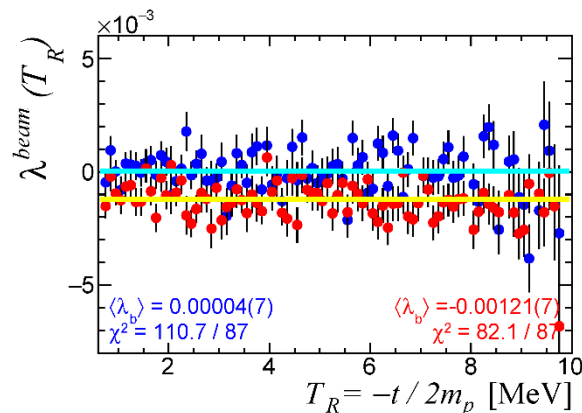 ×10⁻³
λ^beam (T_R)
5
0
−5
⟨λ_b⟩ = 0.00004(7)
χ² = 110.7 / 87
⟨λ_b⟩=-0.00121(7)
χ² = 82.1 / 87
2 4 6 8 10
T_R = −t / 2m_p [MeV]